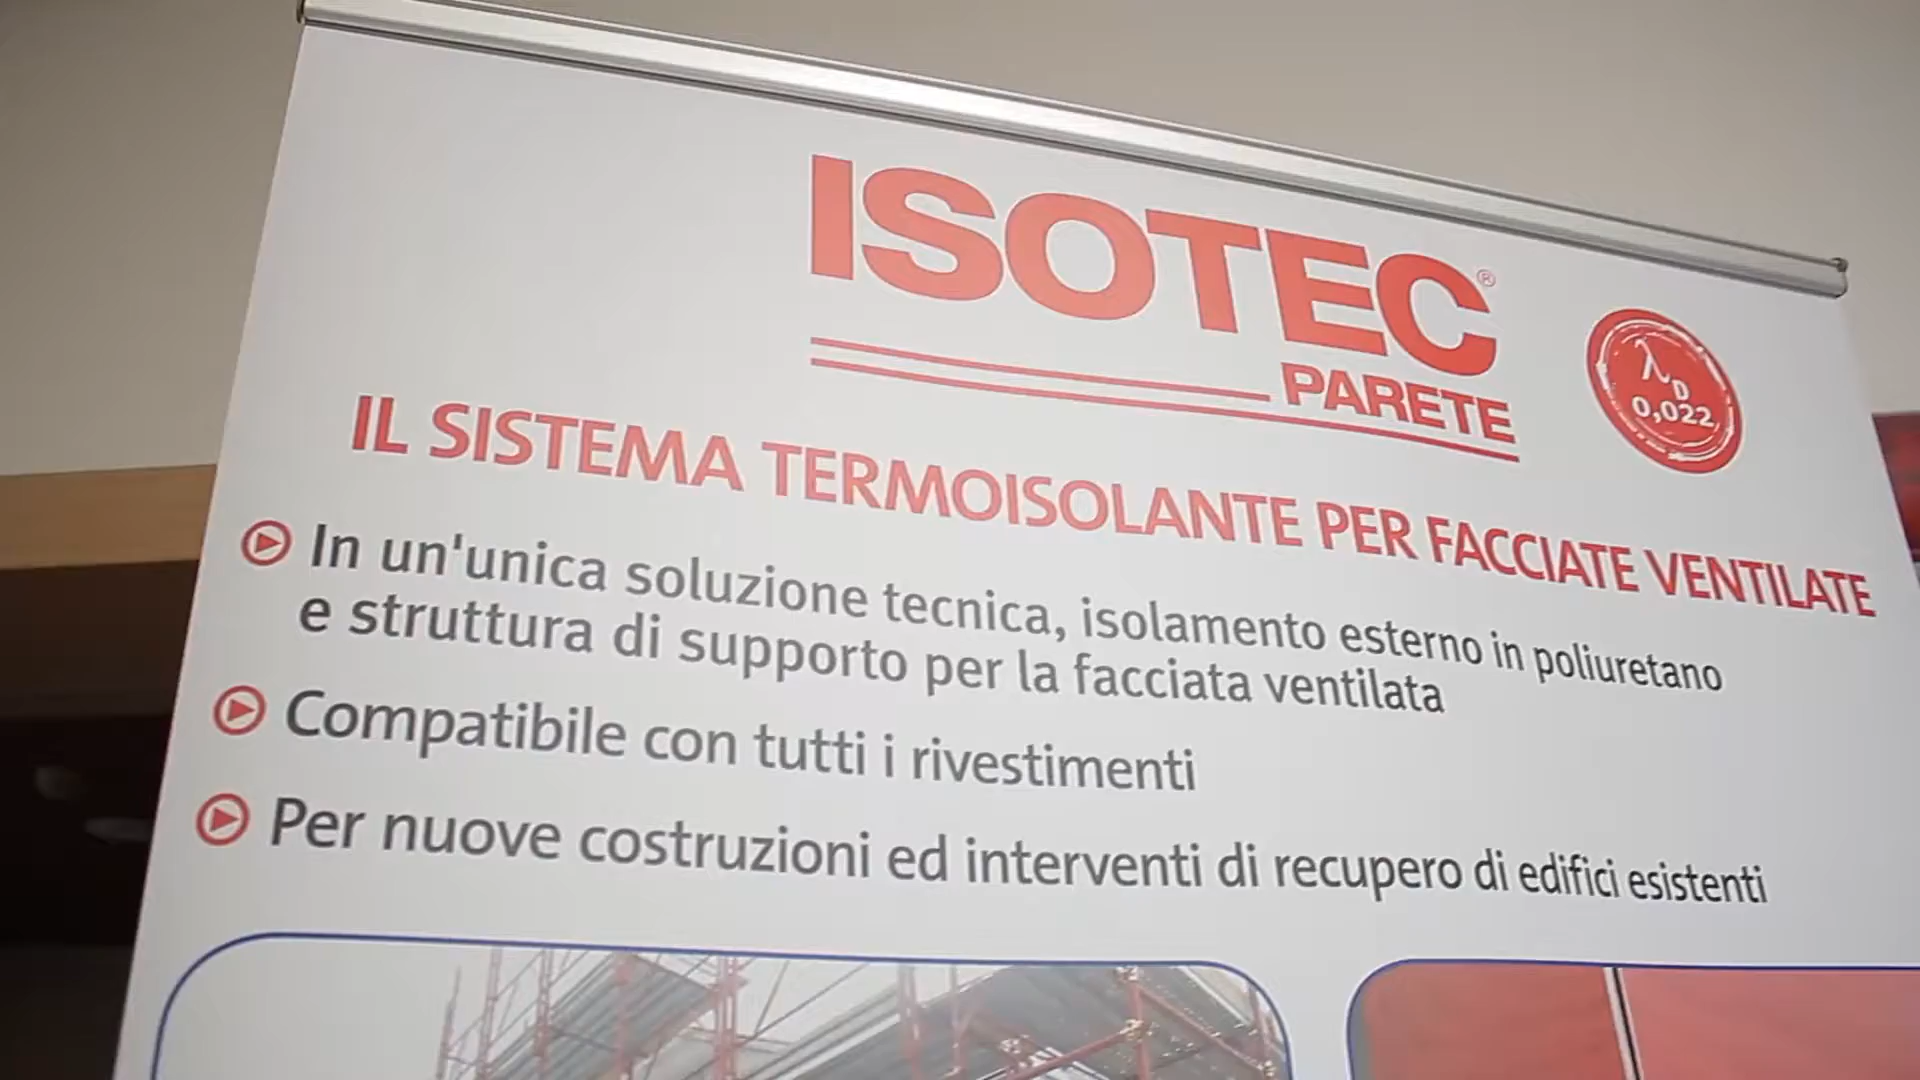 ISOTEC®
PARETE
λD
0,022
IL SISTEMA TERMOISOLANTE PER FACCIATE VENTILATE
In un'unica soluzione tecnica, isolamento esterno in poliuretano
e struttura di supporto per la facciata ventilata
Compatibile con tutti i rivestimenti
Per nuove costruzioni ed interventi di recupero di edifici esistenti